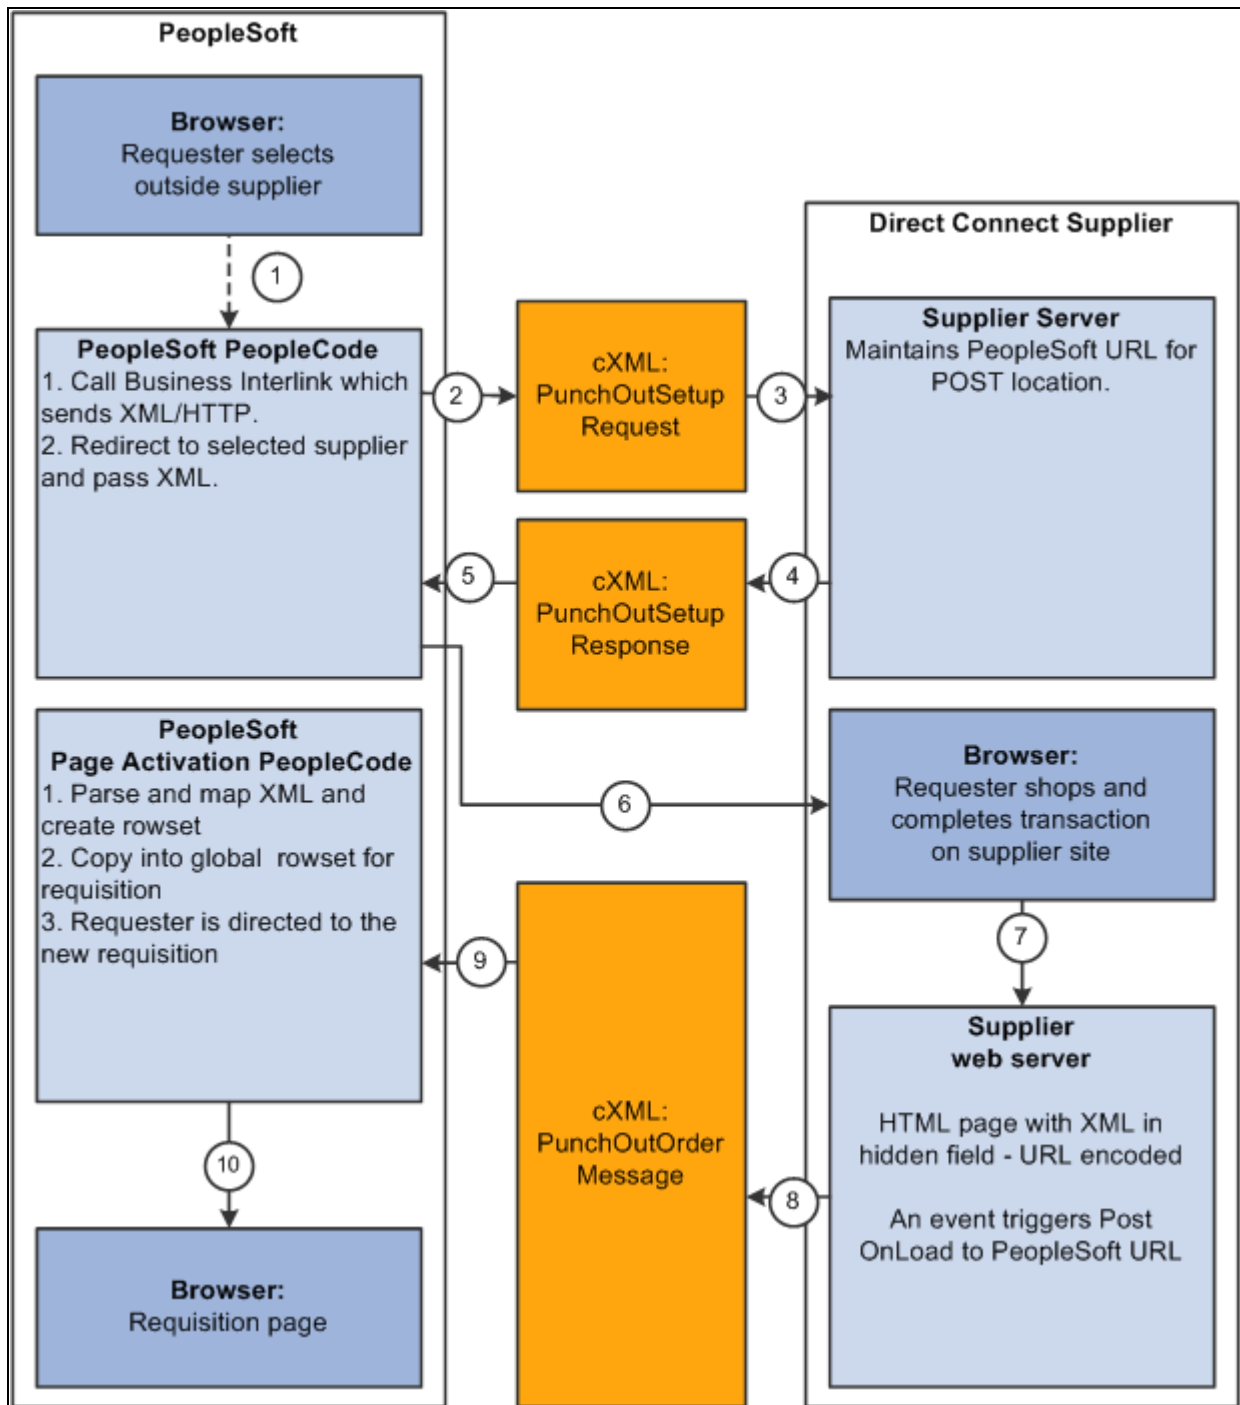 PeopleSoft
Browser:
Requester selects
outside supplier
1
PeopleSoft PeopleCode
1. Call Business Interlink which
sends XML/HTTP.
2. Redirect to selected supplier
and pass XML.
2
cXML:
PunchOutSetup
Request
3
Direct Connect Supplier
Supplier Server
Maintains PeopleSoft URL for
POST location.
4
cXML:
PunchOutSetup
Response
5
6
Browser:
Requester shops and
completes transaction
on supplier site
7
Supplier
web server
HTML page with XML in
hidden field - URL encoded
An event triggers Post
OnLoad to PeopleSoft URL
8
cXML:
PunchOutOrder
Message
9
PeopleSoft
Page Activation PeopleCode
1. Parse and map XML and
create rowset
2. Copy into global  rowset for
requisition
3. Requester is directed to the
new requisition
10
Browser:
Requisition page